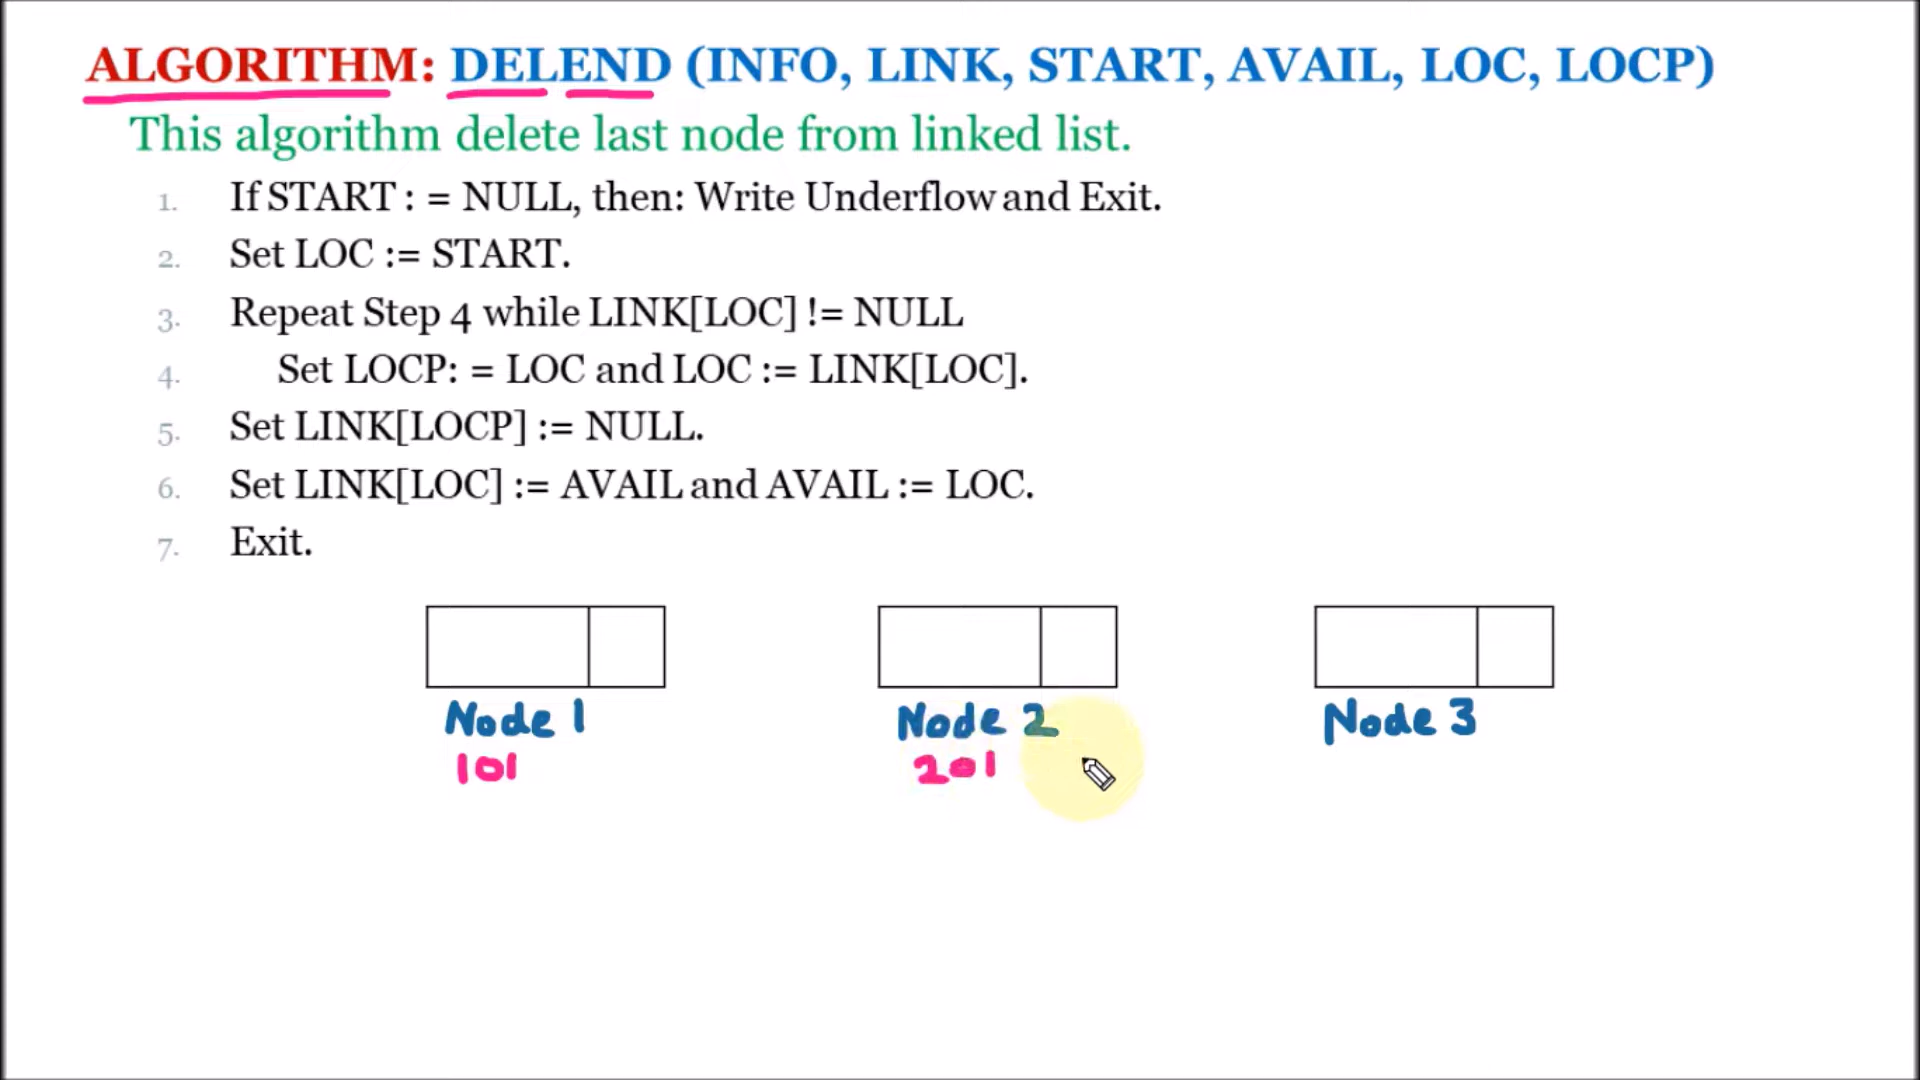 ALGORITHM: DELEND (INFO, LINK, START, AVAIL, LOC, LOCP)
This algorithm delete last node from linked list.
1. If START : = NULL, then: Write Underflow and Exit.
2. Set LOC := START.
3. Repeat Step 4 while LINK[LOC] != NULL
4. Set LOCP: = LOC and LOC := LINK[LOC].
5. Set LINK[LOCP] := NULL.
6. Set LINK[LOC] := AVAIL and AVAIL := LOC.
7. Exit.
Node 1 Node 2 Node 3
101 201